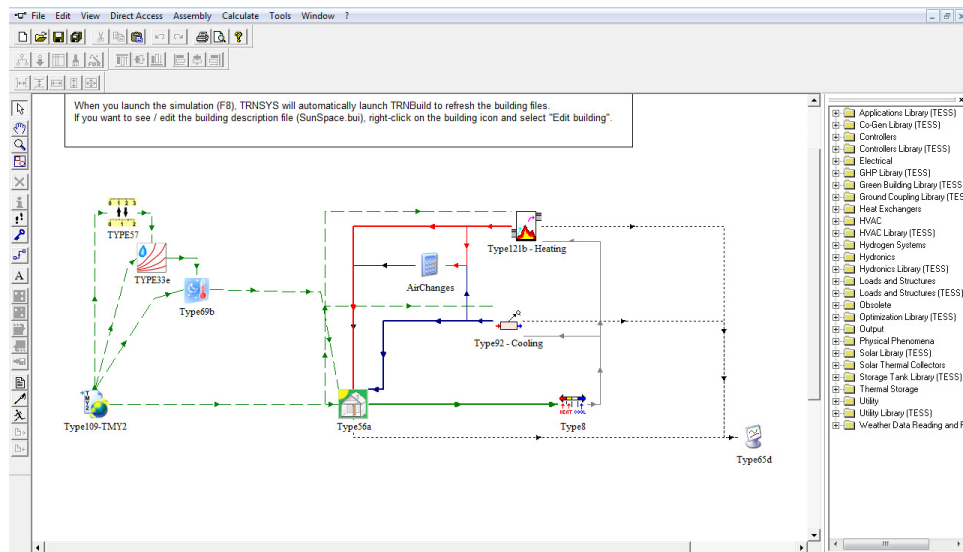 File Edit View Direct Access Assembly Calculate Tools Window ?
When you launch the simulation (F8), TRNSYS will automatically launch TRNBuild to refresh the building files.
If you want to see / edit the building description file (SunSpace.bui), right-click on the building icon and select "Edit building".
TYPE57
TYPE33e
Type69b
Type109-TMY2
Type56a
AirChanges
Type121b - Heating
Type92 - Cooling
HEAT COOL
Type8
Type65d
Applications Library (TESS)
Co-Gen Library (TESS)
Controllers
Controllers Library (TESS)
Electrical
GHP Library (TESS)
Green Building Library (TESS
Ground Coupling Library (TES
Heat Exchangers
HVAC
HVAC Library (TESS)
Hydrogen Systems
Hydronics
Hydronics Library (TESS)
Loads and Structures
Loads and Structures (TESS)
Obsolete
Optimization Library (TESS)
Output
Physical Phenomena
Solar Library (TESS)
Solar Thermal Collectors
Storage Tank Library (TESS)
Thermal Storage
Utility
Utility Library (TESS)
Weather Data Reading and F